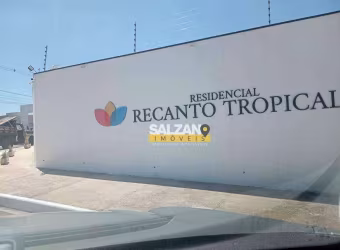 RESIDENCIAL
RECANTO TROPICAL
SALZANO
IMÓVEIS